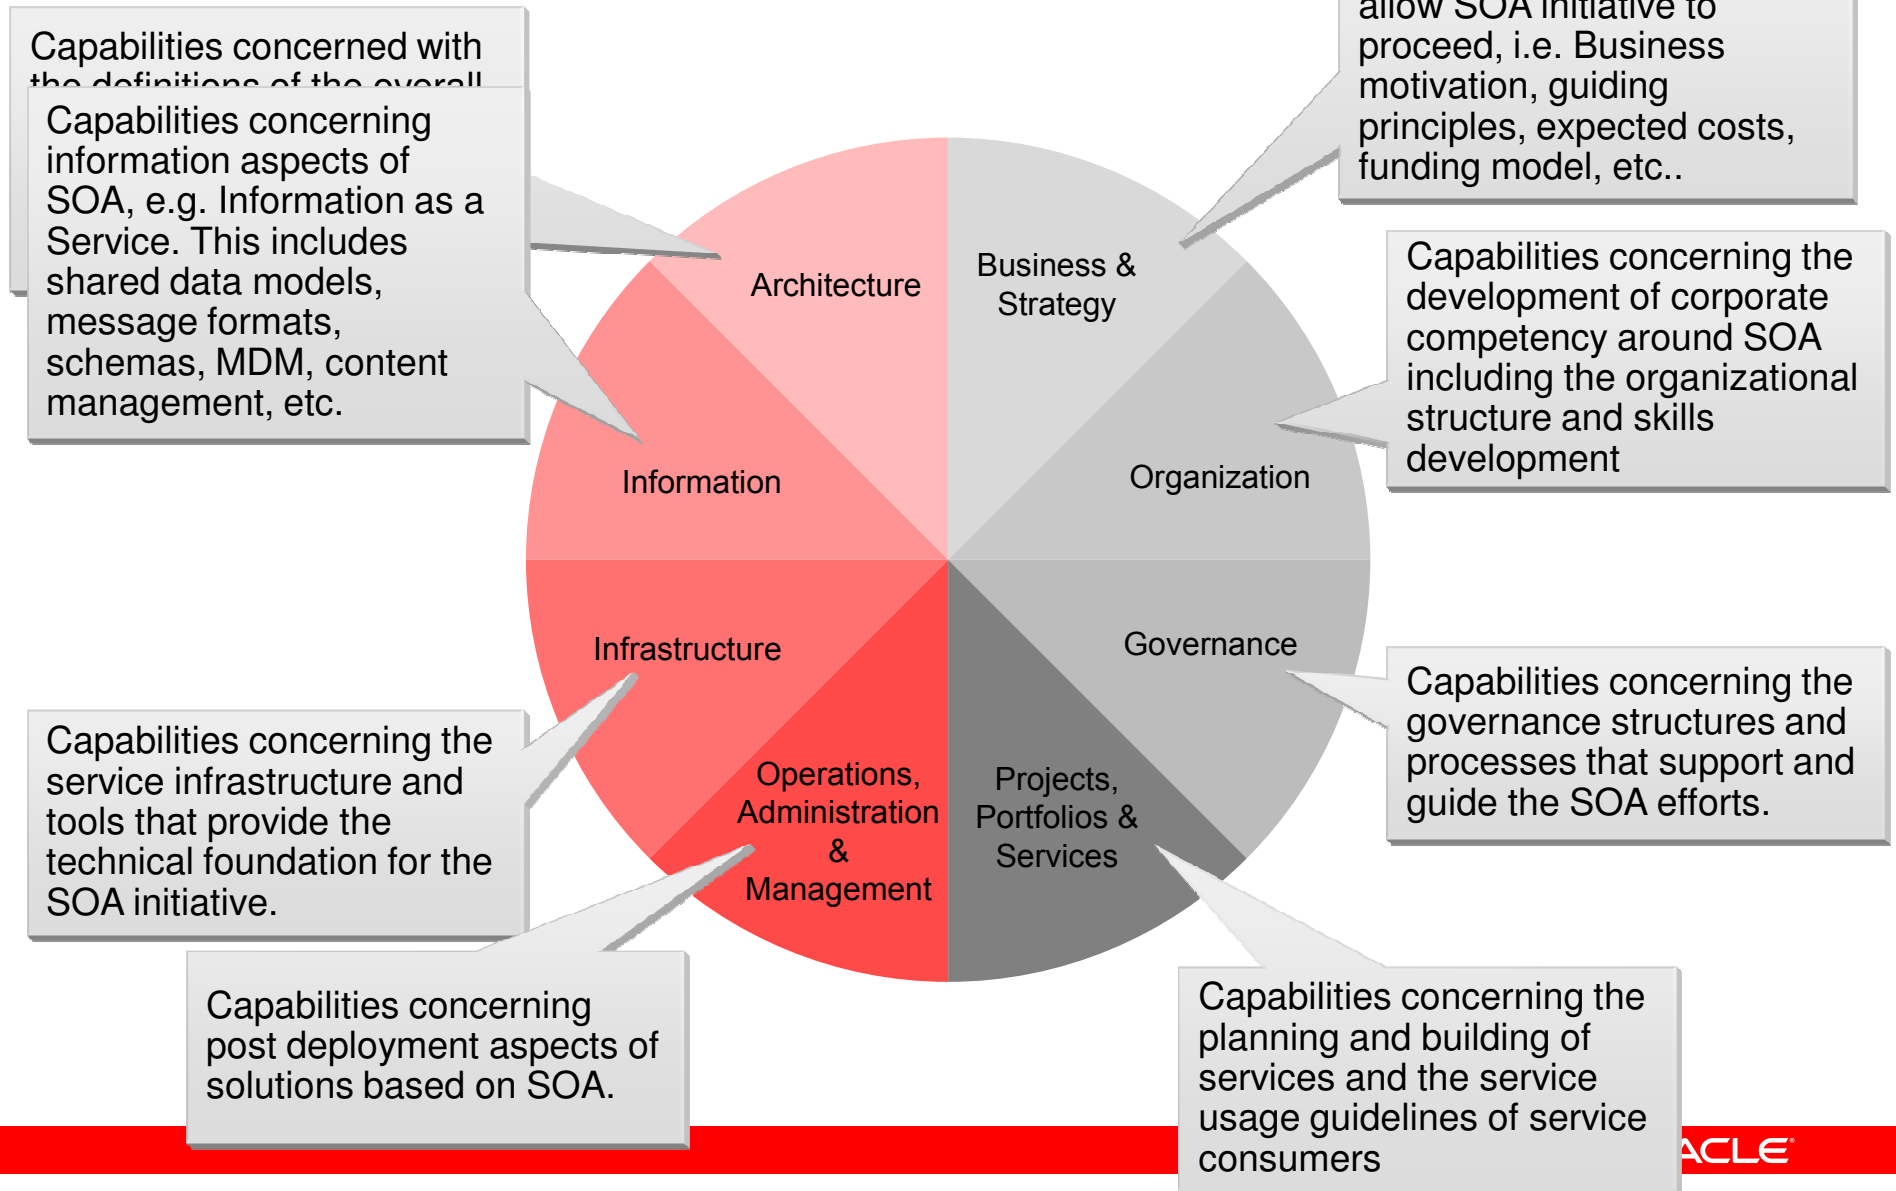 Capabilities concerned with
the definitions of the overall
Capabilities concerning
information aspects of
SOA, e.g. Information as a
Service. This includes
shared data models,
message formats,
schemas, MDM, content
management, etc.
allow SOA initiative to
proceed, i.e. Business
motivation, guiding
principles, expected costs,
funding model, etc..
Architecture
Business &
Strategy
Capabilities concerning the
development of corporate
competency around SOA
including the organizational
structure and skills
development
Information
Organization
Infrastructure
Governance
Capabilities concerning the
governance structures and
processes that support and
guide the SOA efforts.
Capabilities concerning the
service infrastructure and
tools that provide the
technical foundation for the
SOA initiative.
Operations,
Administration
&
Management
Projects,
Portfolios &
Services
Capabilities concerning
post deployment aspects of
solutions based on SOA.
Capabilities concerning the
planning and building of
services and the service
usage guidelines of service
consumers
ACLE